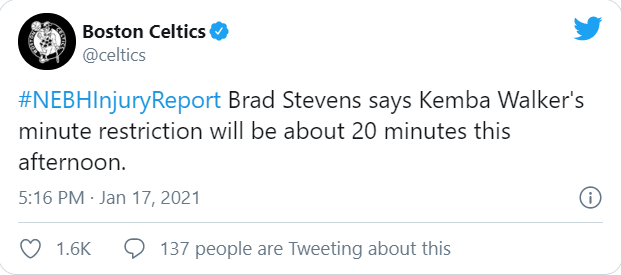 Boston Celtics
@celtics
#NEBHInjuryReport Brad Stevens says Kemba Walker's
minute restriction will be about 20 minutes this
afternoon.
5:16 PM · Jan 17, 2021
1.6K 137 people are Tweeting about this